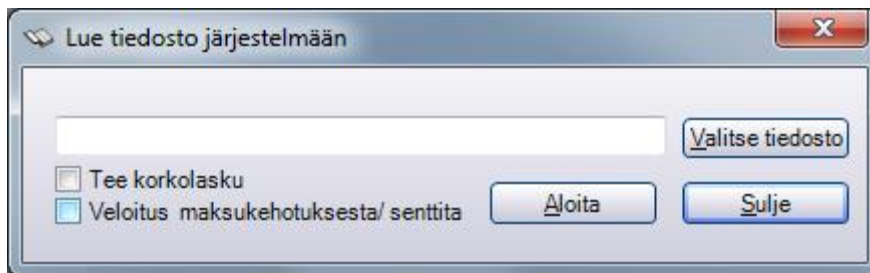 Lue tiedosto järjestelmään
Valitse tiedosto
Tee korkolasku
Veloitus maksukehotuksesta/ senttita
Aloita
Sulje